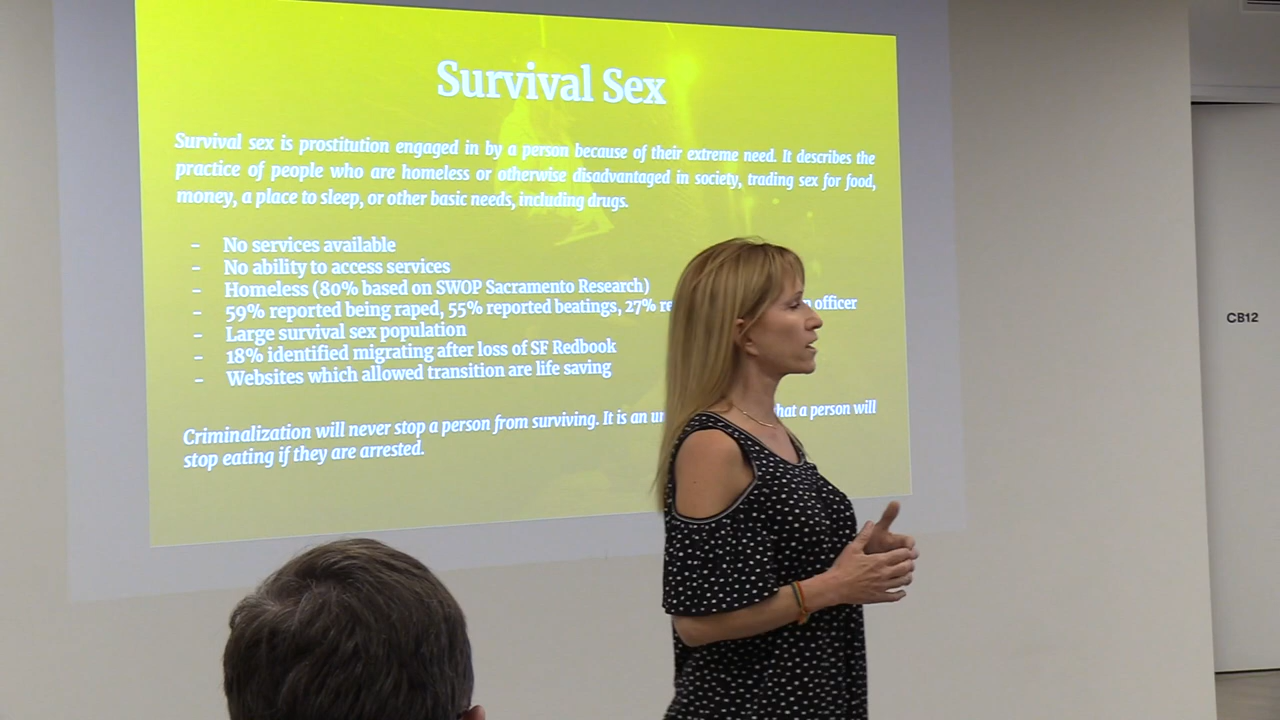 Survival Sex
Survival sex is prostitution engaged in by a person because of their extreme need. It describes the
practice of people who are homeless or otherwise disadvantaged in society, trading sex for food,
money, a place to sleep, or other basic needs, including drugs.
- No services available
- No ability to access services
- Homeless (80% based on SWOP Sacramento Research)
- 59% reported being raped, 55% reported beatings, 27% re officer
- Large survival sex population
- 18% identified migrating after loss of SF Redbook
- Websites which allowed transition are life saving
Criminalization will never stop a person from surviving. It is an un hat a person will
stop eating if they are arrested.
CB12